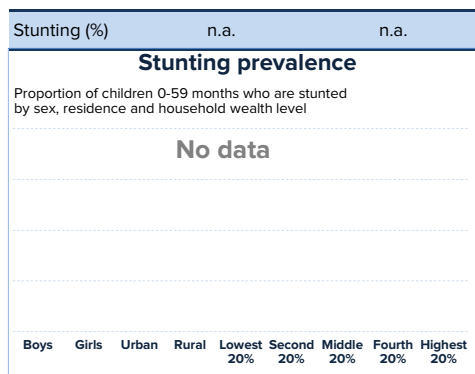 Stunting (%) n.a. n.a.
Stunting prevalence
Proportion of children 0-59 months who are stunted
by sex, residence and household wealth level
No data
Boys Girls Urban Rural Lowest Second Middle Fourth Highest
20% 20% 20% 20% 20%